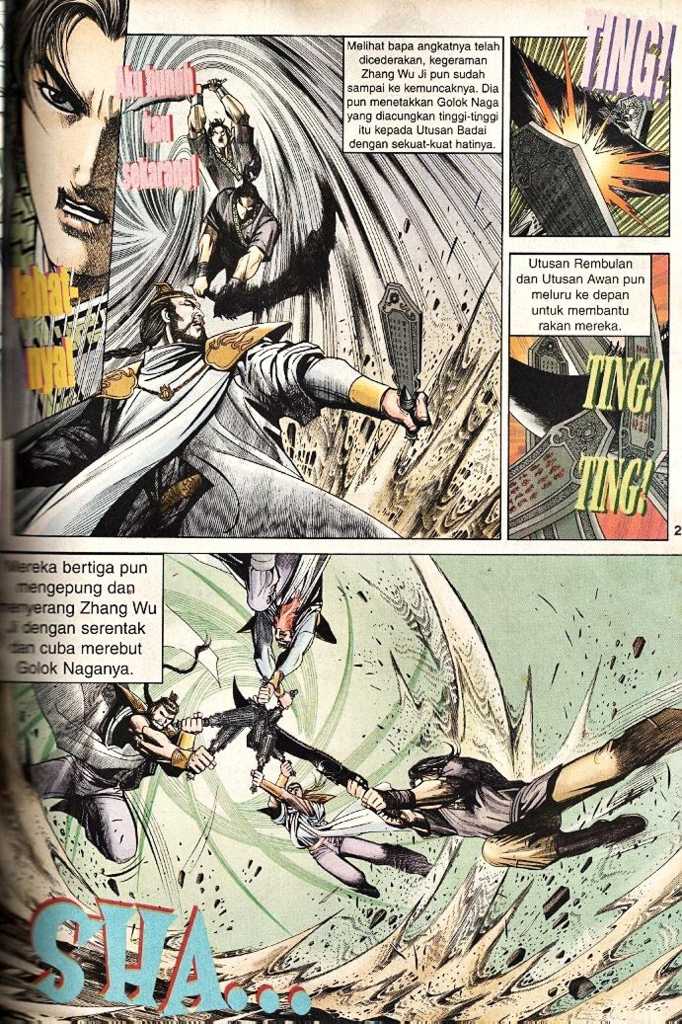 Aku bunuh
kau
sekarang!
Melihat bapa angkatnya telah
dicederakan, kegeraman
Zhang Wu Ji pun sudah
sampai ke kemuncaknya. Dia
pun menetakkan Golok Naga
yang diacungkan tinggi-tinggi
itu kepada Utusan Badai
dengan sekuat-kuat hatinya.
TING!
nya!
Utusan Rembulan
dan Utusan Awan pun
meluru ke depan
untuk membantu
rakan mereka.
TING!
TING!
2
Mereka bertiga pun
mengepung dan
menyerang Zhang Wu
Ji dengan serentak
dan cuba merebut
Golok Naganya.
SHA...